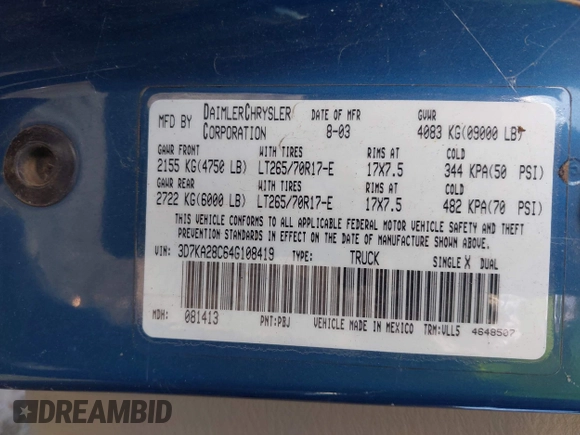 MFD BY DAIMLERCHRYSLER CORPORATION DATE OF MFR 8-03 GVWR 4083 KG(09000 LB)
GAWR FRONT WITH TIRES RIMS AT COLD
2155 KG(4750 LB) LT265/70R17-E 17X7.5 344 KPA(50 PSI)
GAWR REAR WITH TIRES RIMS AT COLD
2722 KG(6000 LB) LT265/70R17-E 17X7.5 482 KPA(70 PSI)
THIS VEHICLE CONFORMS TO ALL APPLICABLE FEDERAL MOTOR VEHICLE SAFETY AND THEFT
PREVENTION STANDARDS IN EFFECT ON THE DATE OF MANUFACTURE SHOWN ABOVE.
VIN: 3D7KA28C64G108419 TYPE: TRUCK SINGLE X DUAL
MDH: 081413 PNT:PBJ VEHICLE MADE IN MEXICO TRM:VLL5 4648507
DREAMBID